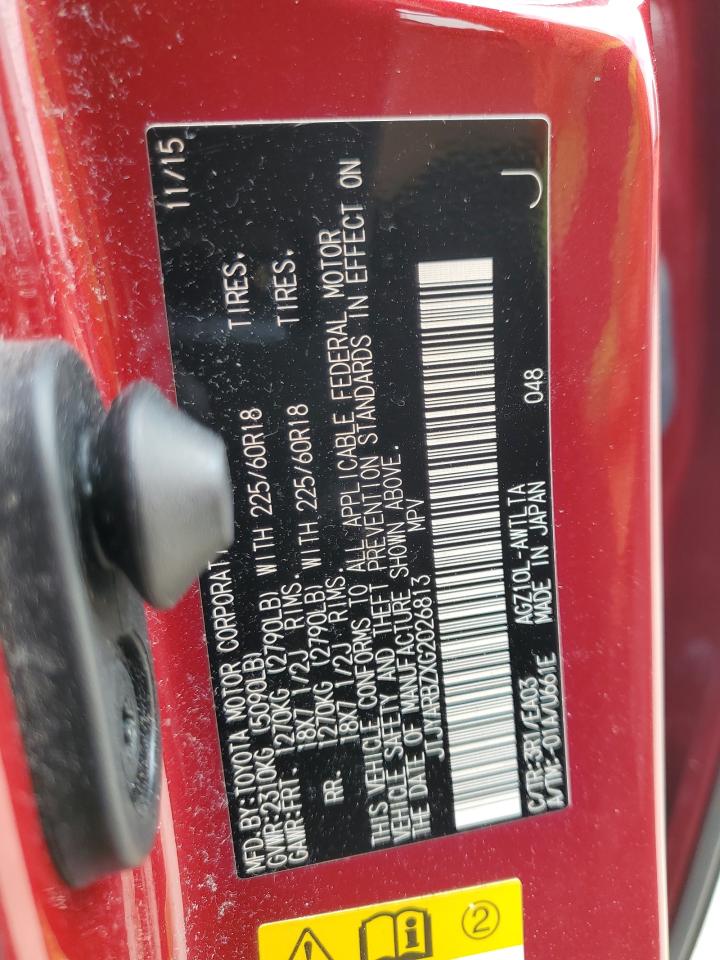 MFD.BY:TOYOTA MOTOR CORPORATI 11/15
GVWR:2310KG (5090LB)
GAWR:FRT. 1270KG (2790LB) WITH 225/60R18 TIRES.
18X7 1/2J RIMS.
RR. 1270KG (2790LB) WITH 225/60R18 TIRES.
18X7 1/2J RIMS.
THIS VEHICLE CONFORMS TO ALL APPLICABLE FEDERAL MOTOR
VEHICLE SAFETY AND THEFT PREVENTION STANDARDS IN EFFECT ON
THE DATE OF MANUFACTURE SHOWN ABOVE.
JTJYARBZXG2026813 MPV
C/TR:3R1/EA03 AGZ10L-AWTLTA 048
A/TM:-01A/U661E MADE IN JAPAN J
i 2